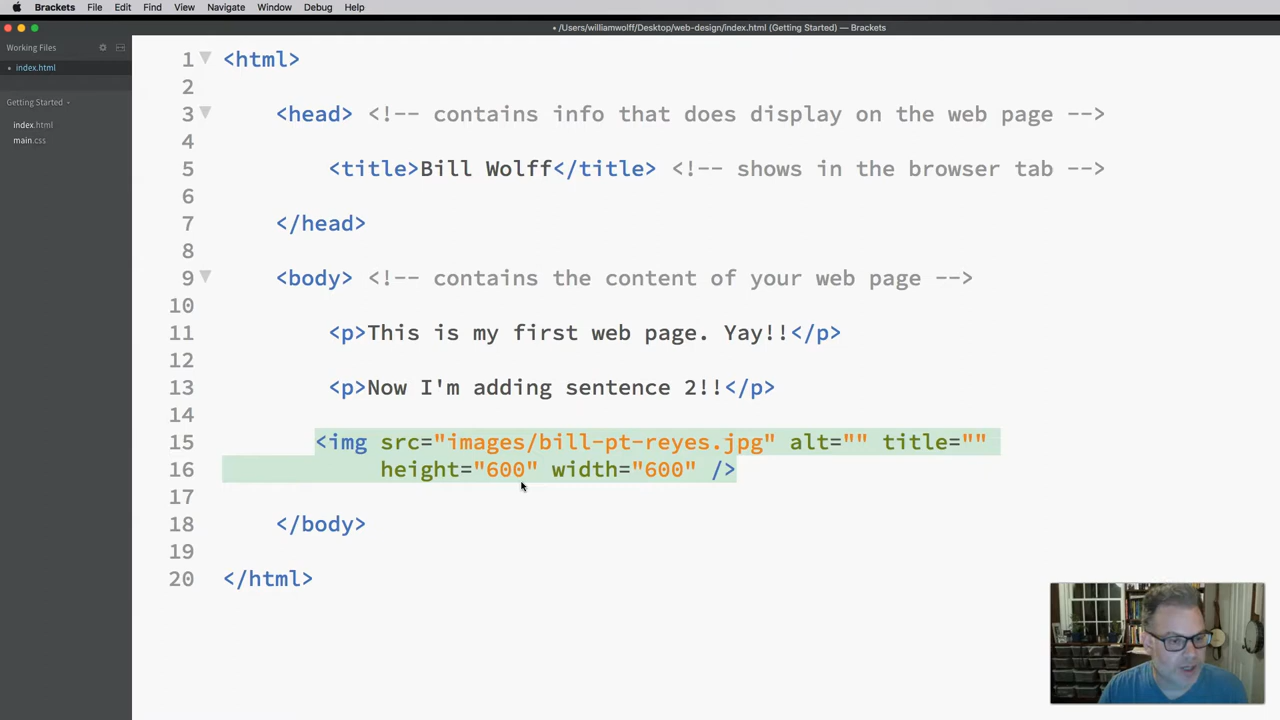 Brackets File Edit Find View Navigate Window Debug Help
• /Users/williamwolff/Desktop/web-design/index.html (Getting Started) — Brackets
Working Files
• index.html
Getting Started
index.html
main.css
1 <html>
2
3 <head> <!-- contains info that does display on the web page -->
4
5 <title>Bill Wolff</title> <!-- shows in the browser tab -->
6
7 </head>
8
9 <body> <!-- contains the content of your web page -->
10
11 <p>This is my first web page. Yay!!</p>
12
13 <p>Now I'm adding sentence 2!!</p>
14
15 <img src="images/bill-pt-reyes.jpg" alt="" title=""
16 height="600" width="600" />
17
18 </body>
19
20 </html>